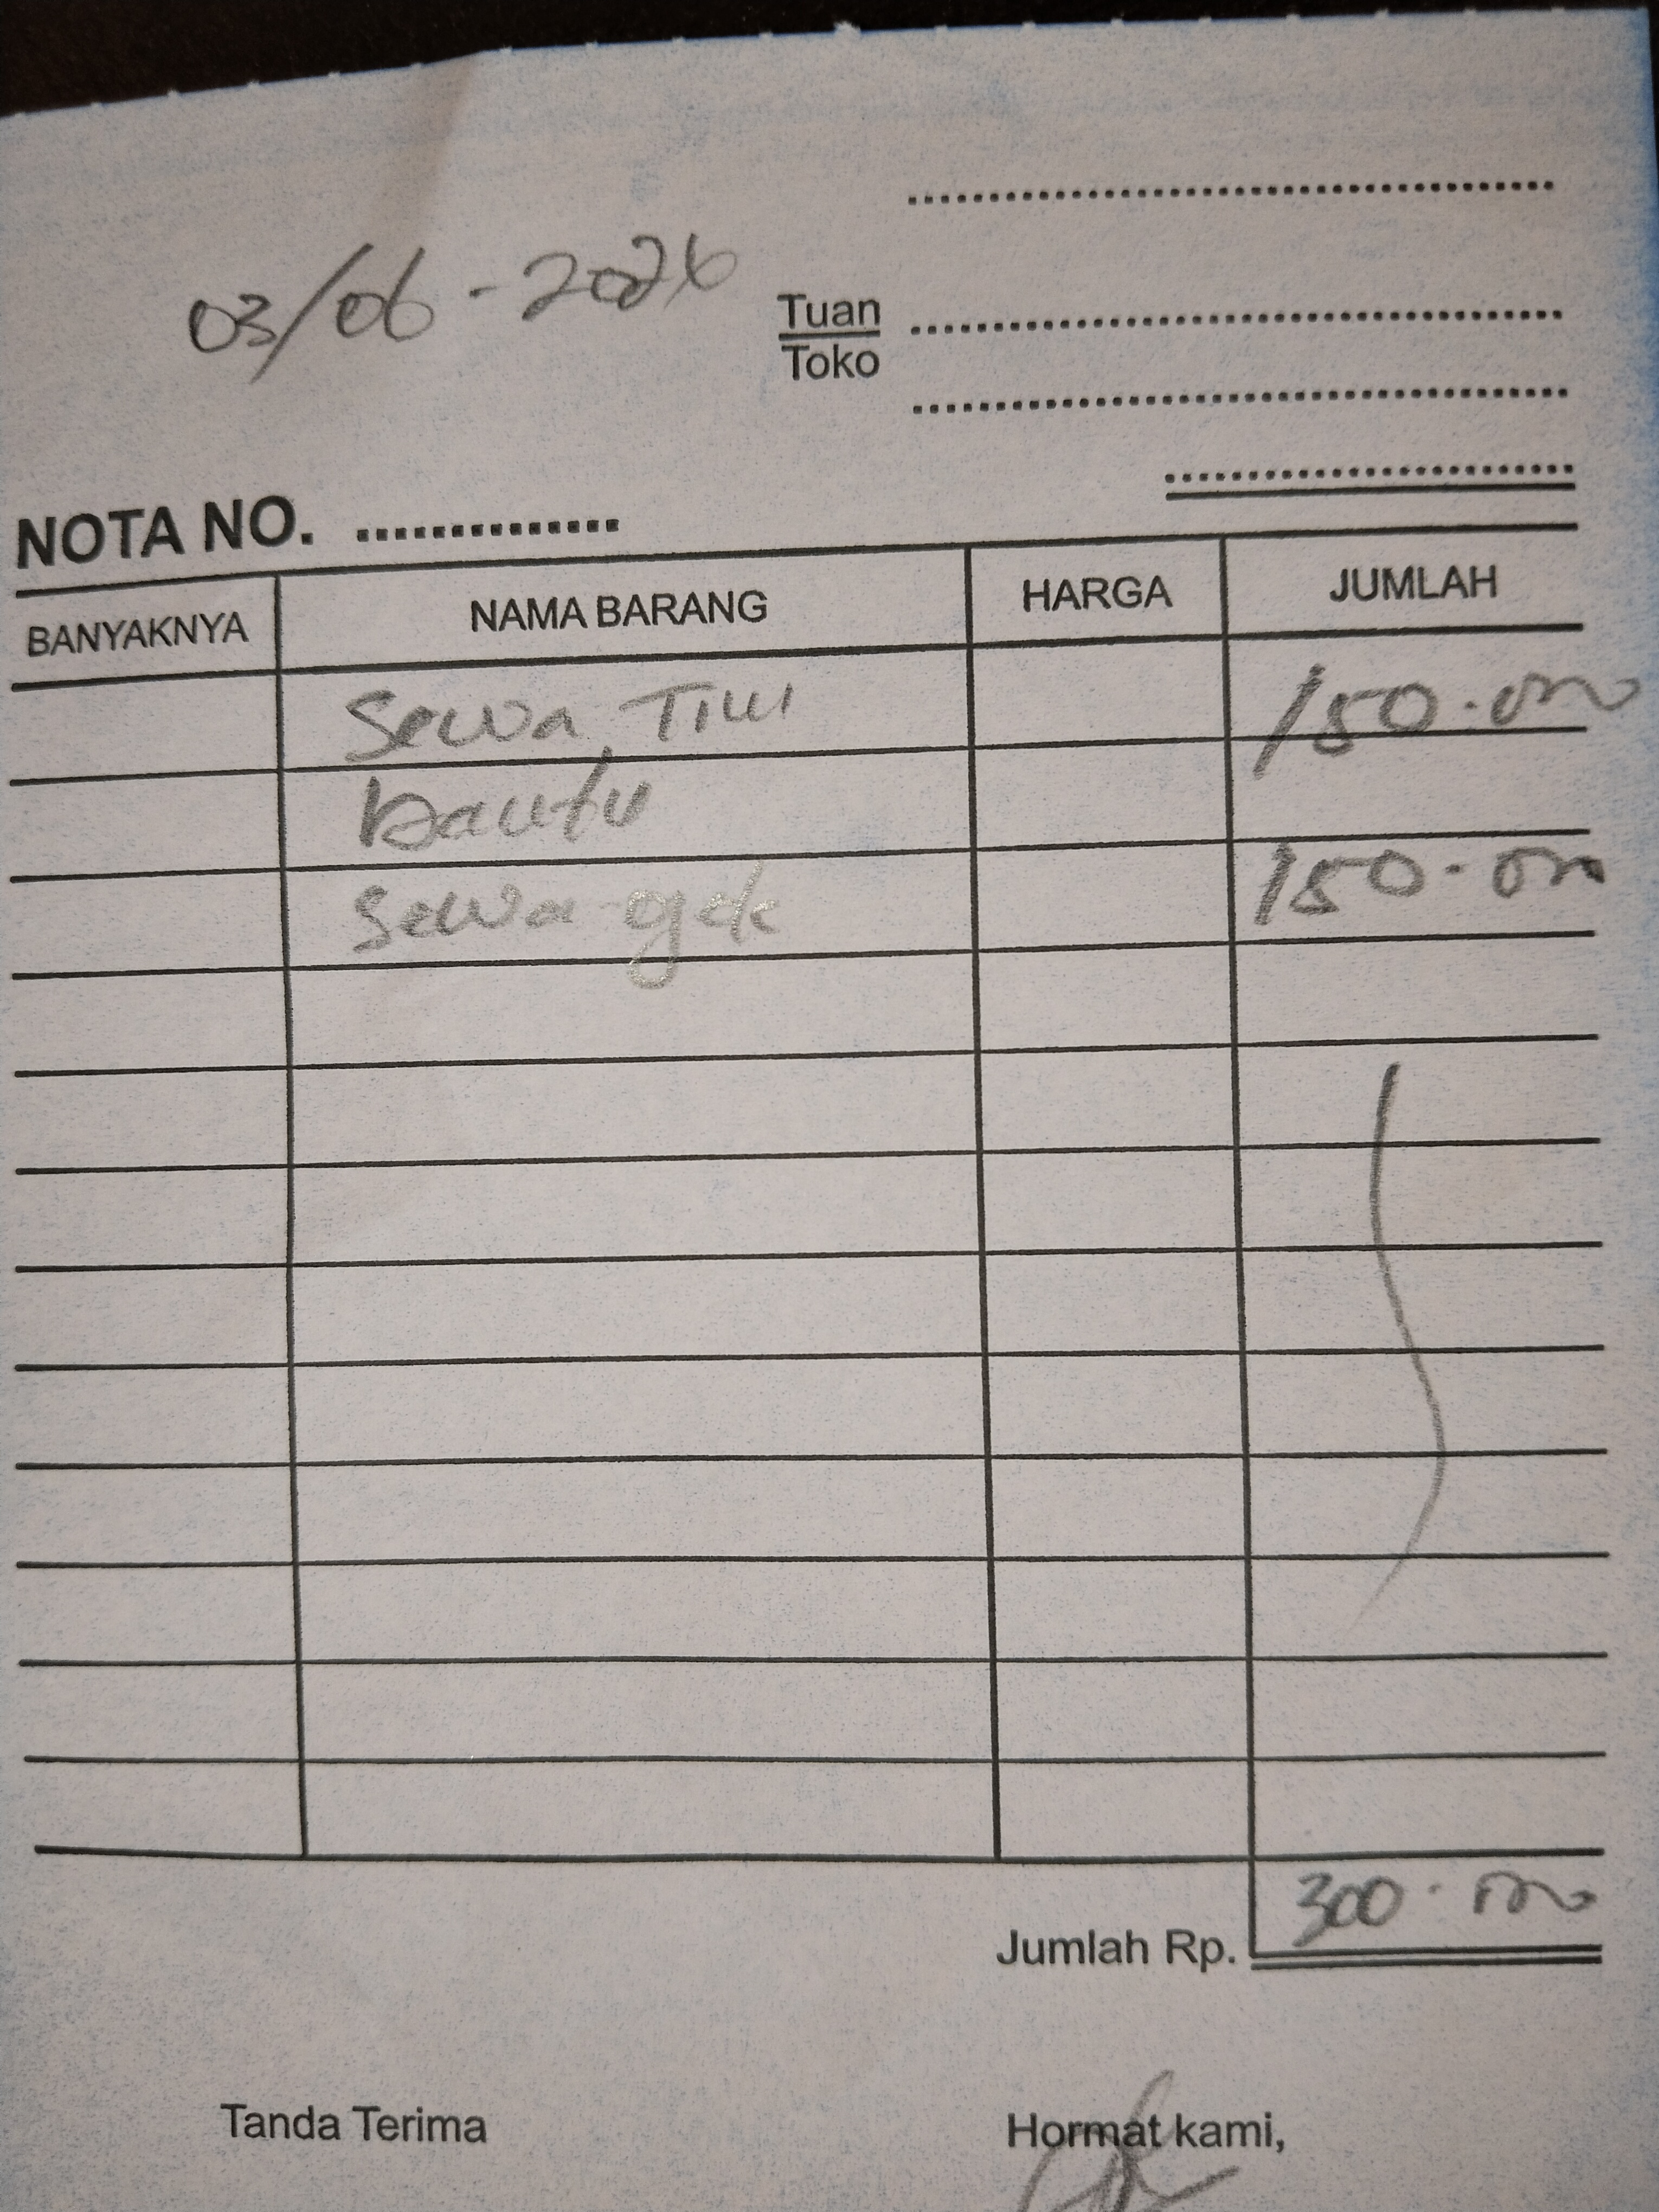 03/06-2026
Tuan
Toko
NOTA NO.
BANYAKNYA NAMA BARANG HARGA JUMLAH
Sewa 150.000
bantu
Sewa 150.000
Jumlah Rp. 300.000
Tanda Terima Hormat kami,